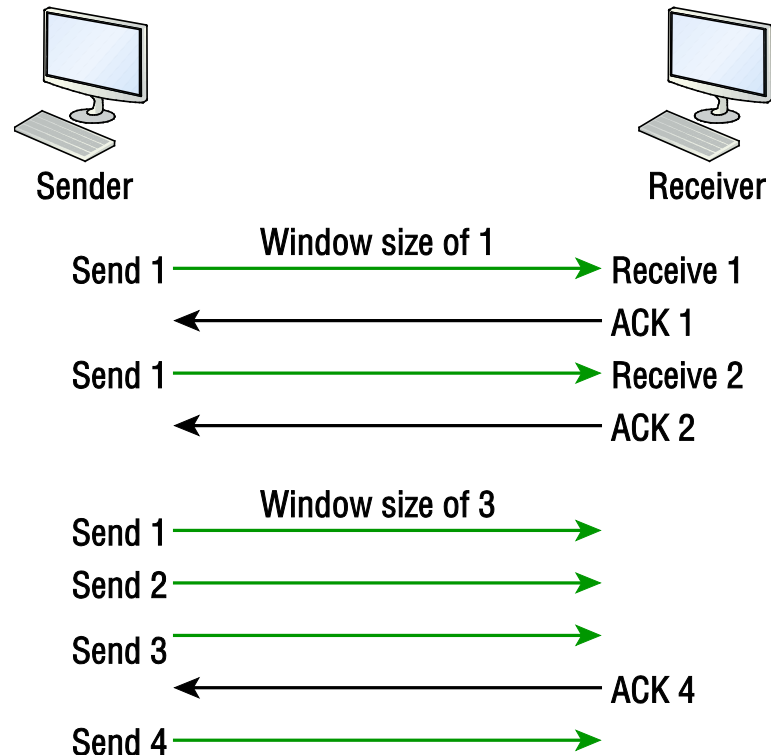 Sender
Receiver
Window size of 1
Send 1
Receive 1
ACK 1
Send 1
Receive 2
ACK 2
Window size of 3
Send 1
Send 2
Send 3
ACK 4
Send 4